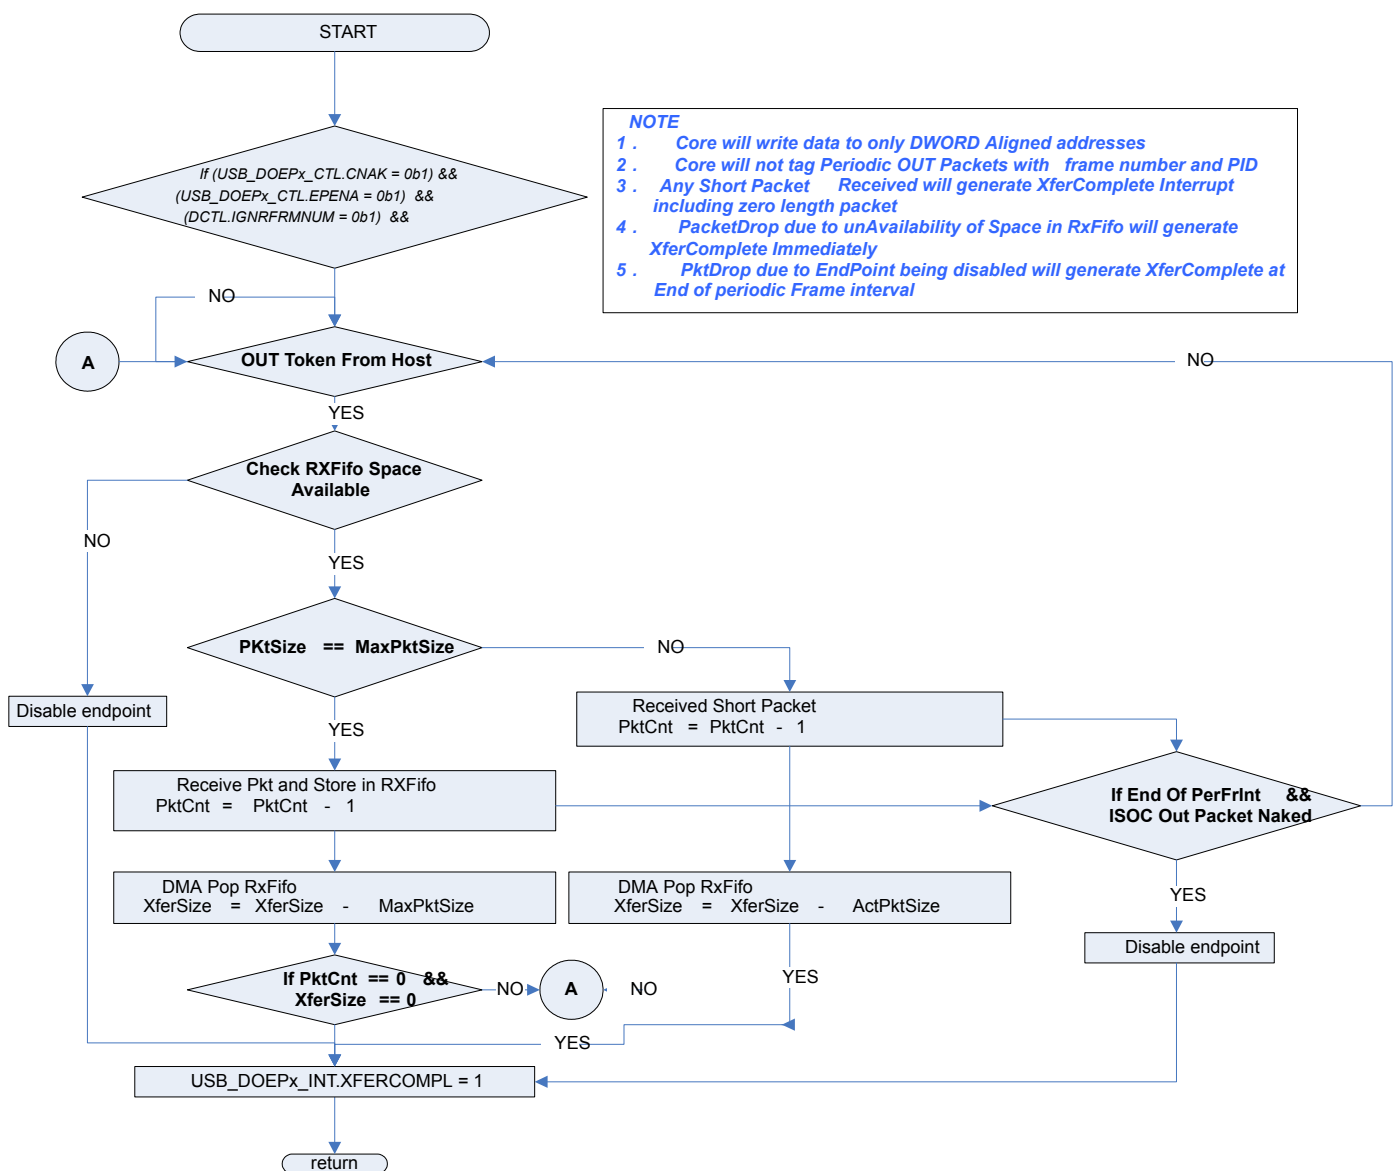 START
If (USB_DOEPx_CTL.CNAK = 0b1) &&
(USB_DOEPx_CTL.EPENA = 0b1) &&
(DCTL.IGNRFRMNUM = 0b1) &&
NOTE
1 . Core will write data to only DWORD Aligned addresses
2 . Core will not tag Periodic OUT Packets with frame number and PID
3 . Any Short Packet Received will generate XferComplete Interrupt
including zero length packet
4 . PacketDrop due to unAvailability of Space in RxFifo will generate
XferComplete Immediately
5 . PktDrop due to EndPoint being disabled will generate XferComplete at
End of periodic Frame interval
NO
A
OUT Token From Host
NO
YES
Check RXFifo Space
Available
NO
YES
PKtSize == MaxPktSize
NO
Disable endpoint
YES
Received Short Packet
PktCnt = PktCnt - 1
Receive Pkt and Store in RXFifo
PktCnt = PktCnt - 1
If End Of PerFrInt &&
ISOC Out Packet Naked
DMA Pop RxFifo
XferSize = XferSize - MaxPktSize
DMA Pop RxFifo
XferSize = XferSize - ActPktSize
YES
Disable endpoint
If PktCnt == 0 &&
XferSize == 0
NO
A
NO
YES
YES
USB_DOEPx_INT.XFERCOMPL = 1
return